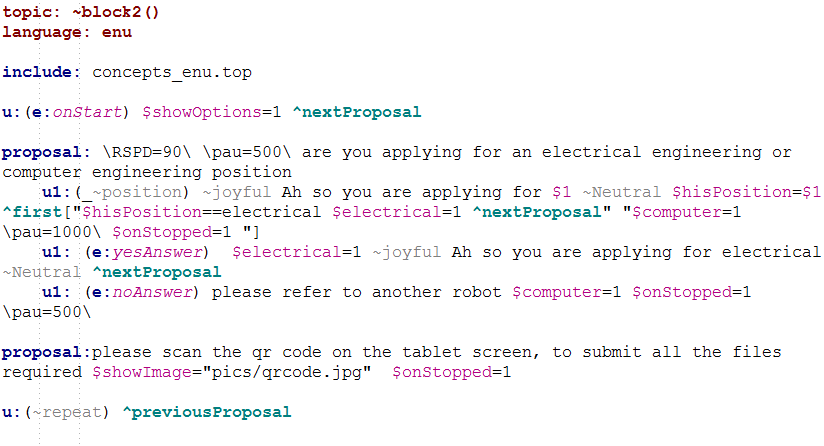 topic: ~block2()
language: enu
include: concepts_enu.top
u:(e:onStart) $showOptions=1 ^nextProposal
proposal: \RSPD=90\ \pau=500\ are you applying for an electrical engineering or
computer engineering position
u1:(_~position) ~joyful Ah so you are applying for $1 ~Neutral $hisPosition=$1
^first["$hisPosition==electrical $electrical=1 ^nextProposal" "$computer=1
\pau=1000\ $onStopped=1 "]
u1: (e:yesAnswer)  $electrical=1 ~joyful Ah so you are applying for electrical
~Neutral ^nextProposal
u1: (e:noAnswer) please refer to another robot $computer=1 $onStopped=1
\pau=500\
proposal:please scan the qr code on the tablet screen, to submit all the files
required $showImage="pics/qrcode.jpg"  $onStopped=1
u:(~repeat) ^previousProposal